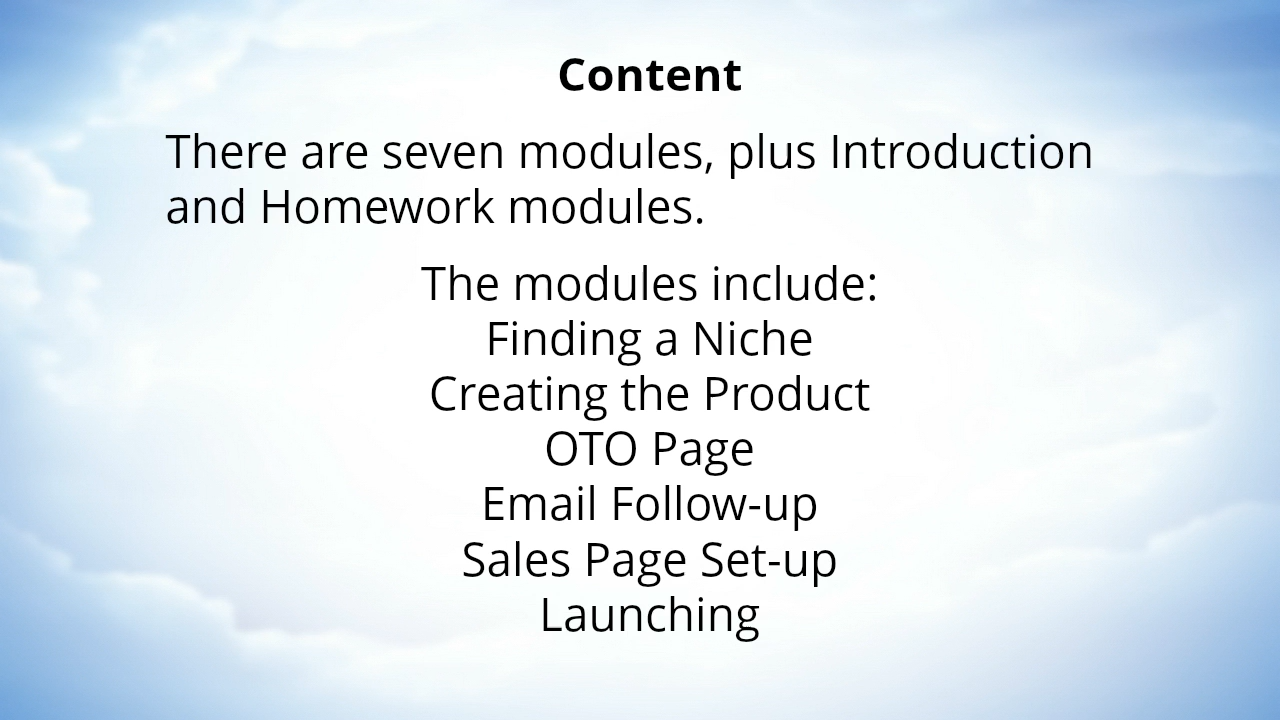 Content
There are seven modules, plus Introduction
and Homework modules.
The modules include:
Finding a Niche
Creating the Product
OTO Page
Email Follow-up
Sales Page Set-up
Launching